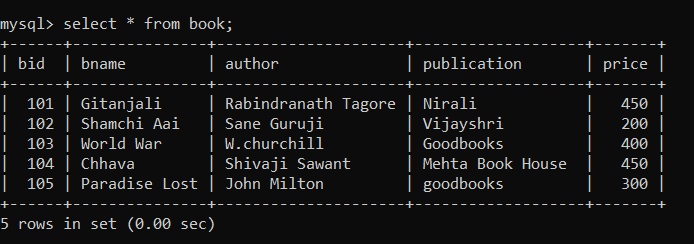 mysql> select * from book;
+------+---------------+---------------------+------------------+-------+
| bid  | bname         | author              | publication      | price |
+------+---------------+---------------------+------------------+-------+
|  101 | Gitanjali     | Rabindranath Tagore | Nirali           |   450 |
|  102 | Shamchi Aai   | Sane Guruji         | Vijayshri        |   200 |
|  103 | World War     | W.churchill         | Goodbooks        |   400 |
|  104 | Chhava        | Shivaji Sawant      | Mehta Book House |   450 |
|  105 | Paradise Lost | John Milton         | goodbooks        |   300 |
+------+---------------+---------------------+------------------+-------+
5 rows in set (0.00 sec)